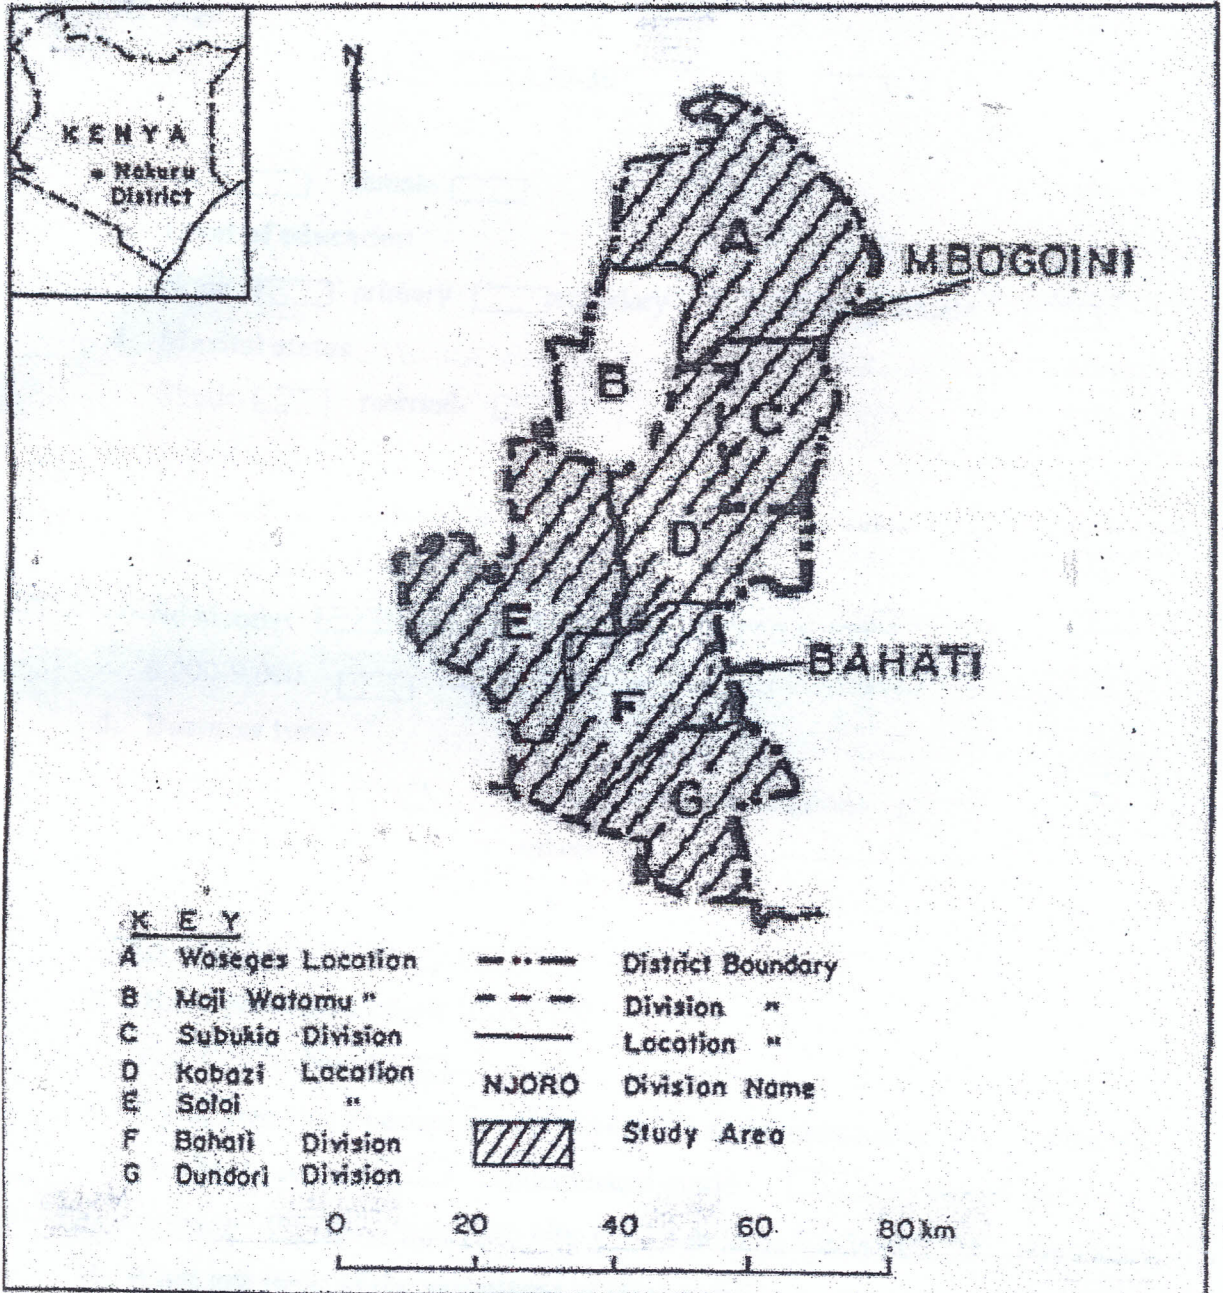 KENYA
Nakuru
District
N
A
MBOGOINI
B
C
D
E
BAHATI
F
G
KEY
A Waseges Location
B Maji Watamu "
C Subukia Division
D Kabazi Location
E Soloi "
F Bahati Division
G Dundori Division
District Boundary
Division "
Location "
NJORO Division Name
Study Area
0 20 40 60 80 km